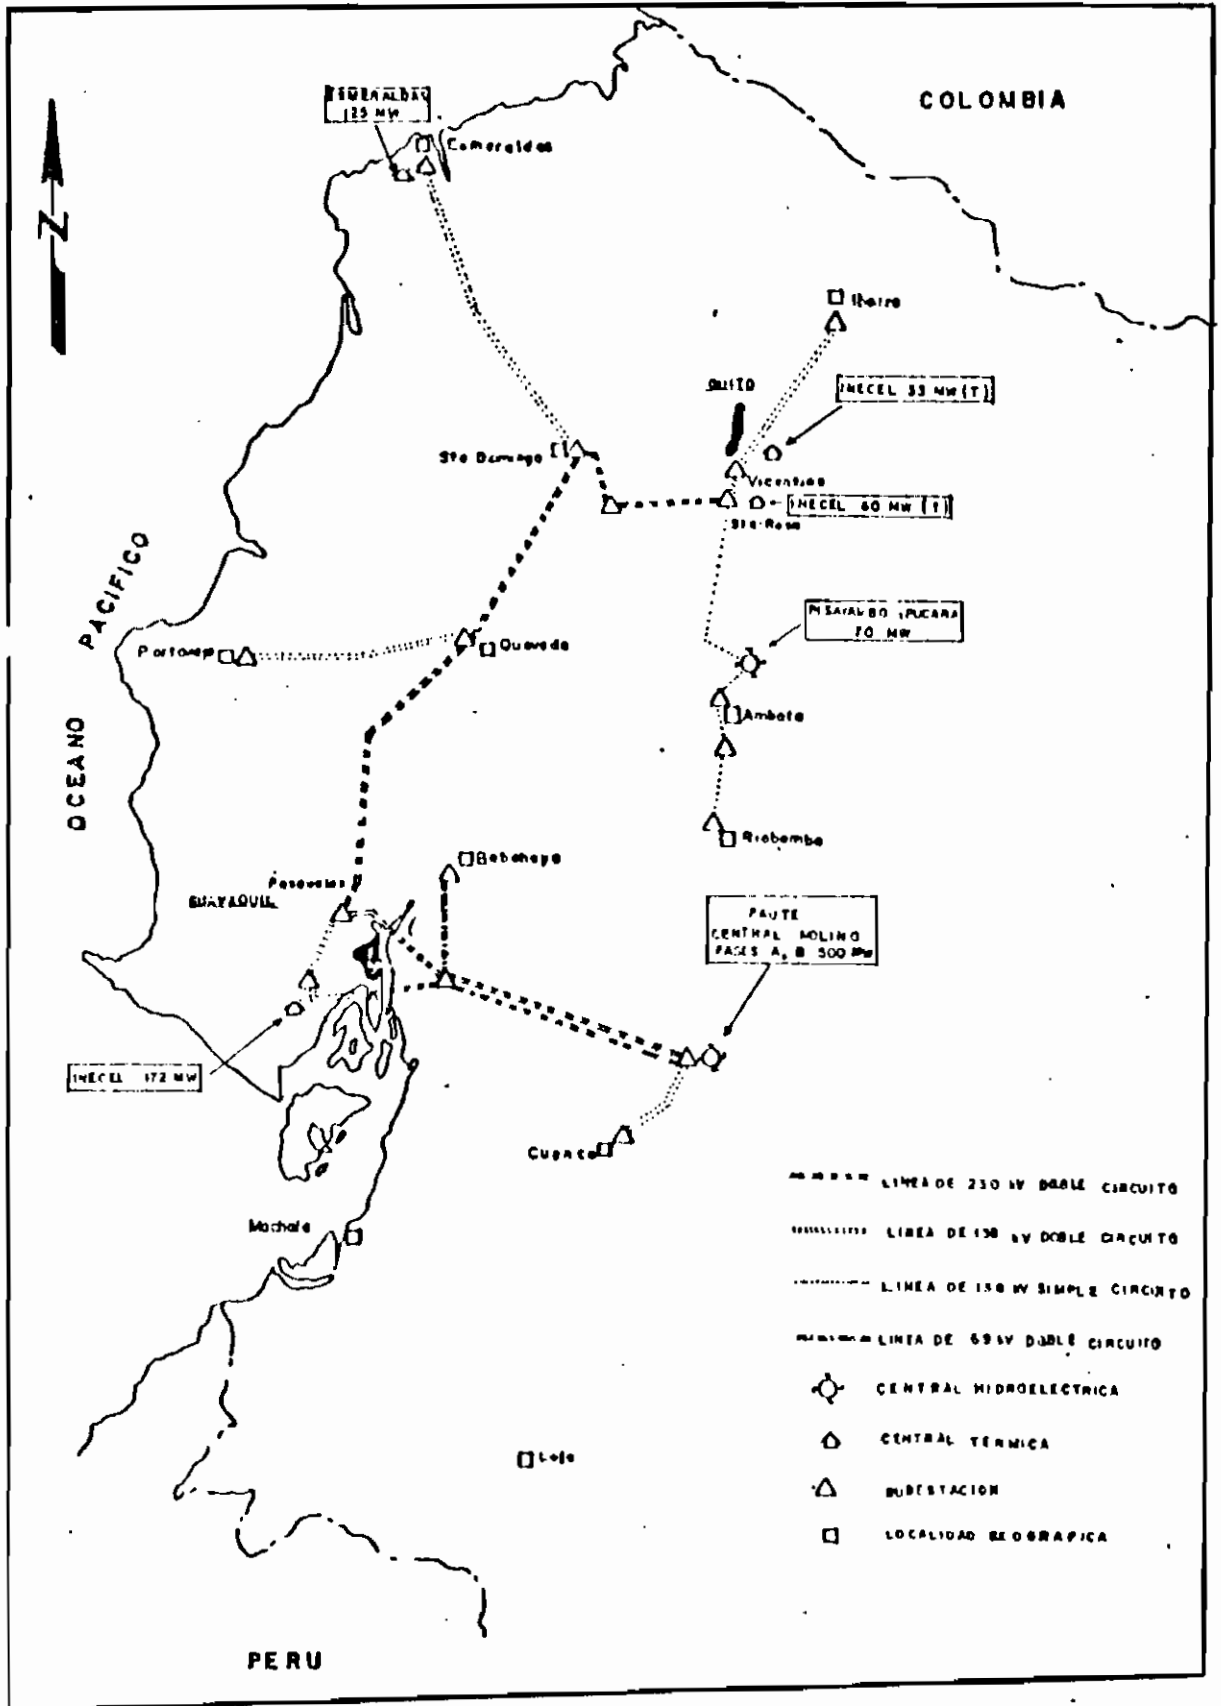 COLOMBIA
ESMERALDAS
125 MW
Esmeraldas
N
Ibarra
QUITO
INECEL 33 MW (T)
Sto Domingo
Vicentina
INECEL 60 MW (T)
Sta-Rosa
OCEANO PACIFICO
PISAYAMBO, PUCARA
70 MW
Portoviejo
Quevedo
Ambato
Riobamba
Babahoyo
Pascuales
GUAYAQUIL
PAUTE
CENTRAL MOLINO
FASES A, B 500 MW
INECEL 172 MW
Cuenca
Machala
LINEA DE 230 kV DOBLE CIRCUITO
LINEA DE 138 kV DOBLE CIRCUITO
LINEA DE 138 kV SIMPLE CIRCUITO
LINEA DE 69 kV DOBLE CIRCUITO
CENTRAL HIDROELECTRICA
CENTRAL TERMICA
SUBESTACION
LOCALIDAD GEOGRAFICA
Loja
PERU